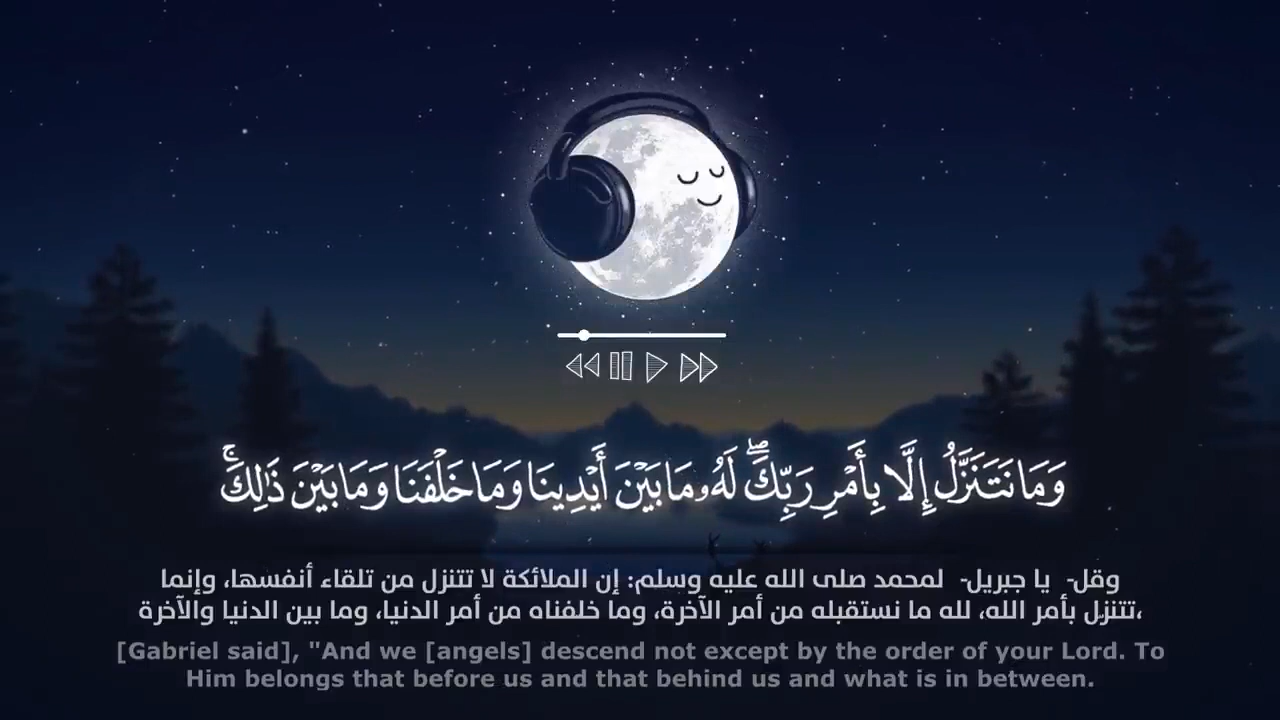 وَمَا نَتَنَزَّلُ إِلَّا بِأَمْرِ رَبِّكَ ۖ لَهُۥ مَا بَيْنَ أَيْدِينَا وَمَا خَلْفَنَا وَمَا بَيْنَ ذَٰلِكَ ۚ
وقل- يا جبريل- لمحمد صلى الله عليه وسلم: إن الملائكة لا تتنزل من تلقاء أنفسها، وإنما
تتنزل بأمر الله، لله ما نستقبله من أمر الآخرة، وما خلفناه من أمر الدنيا، وما بين الدنيا والآخرة،
[Gabriel said], "And we [angels] descend not except by the order of your Lord. To
Him belongs that before us and that behind us and what is in between.